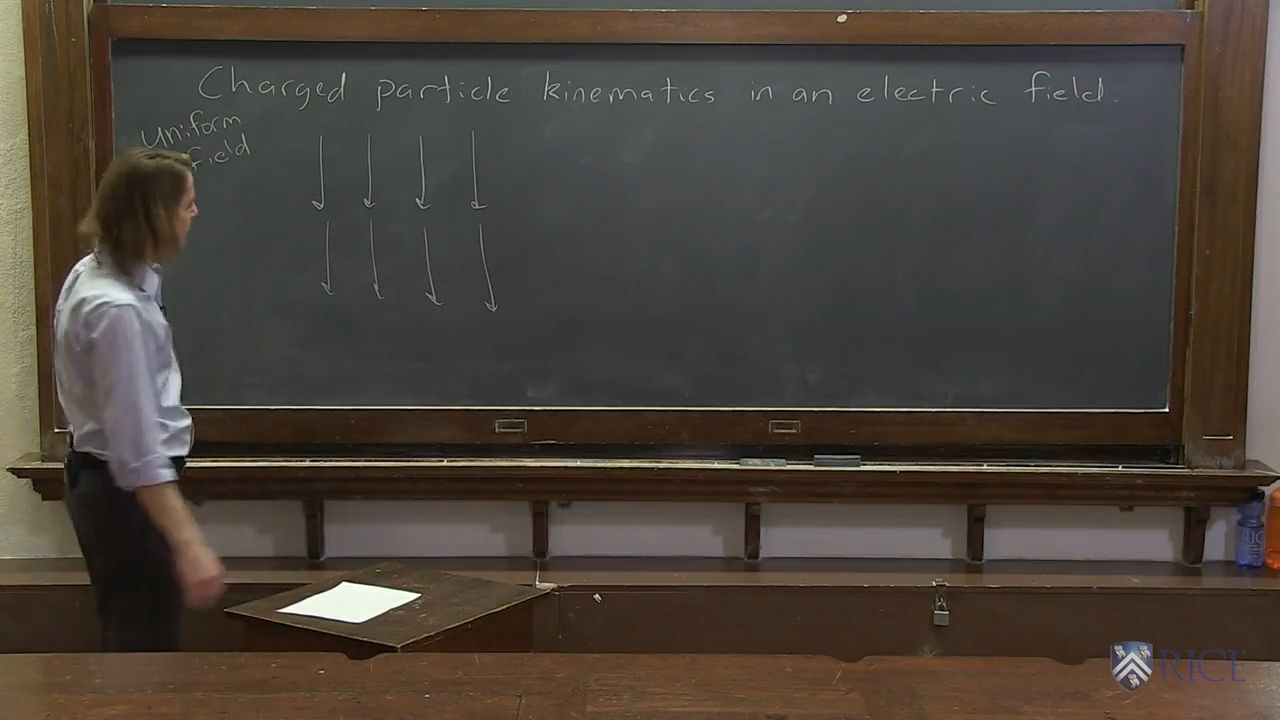 Charged particle kinematics in an electric field.
Uniform
field
RICE